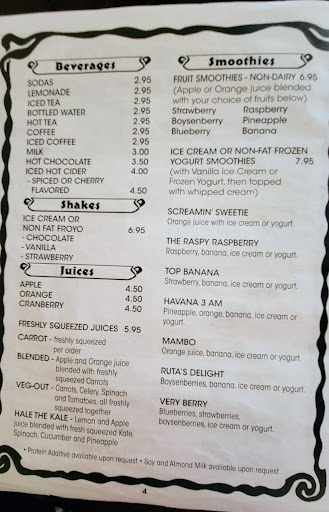 Beverages
SODAS 2.95
LEMONADE 2.95
ICED TEA 2.95
BOTTLED WATER 2.95
HOT TEA 2.95
COFFEE 2.95
ICED COFFEE 2.95
MILK 3.00
HOT CHOCOLATE 3.50
ICED HOT CIDER 4.00
- SPICED OR CHERRY
FLAVORED 4.50
Shakes
ICE CREAM OR
NON FAT FROYO 6.95
- CHOCOLATE
- VANILLA
- STRAWBERRY
Juices
APPLE 4.50
ORANGE 4.50
CRANBERRY 4.50
FRESHLY SQUEEZED JUICES 5.95
CARROT - freshly squeezed
per order
BLENDED - Apple and Orange juice
blended with freshly
squeezed Carrots
VEG-OUT - Carrots, Celery, Spinach
and Tomatoes, all freshly
squeezed together
HALE THE KALE - Lemon and Apple
juice blended with fresh squeezed Kale,
Spinach, Cucumber and Pineapple
Smoothies
FRUIT SMOOTHIES - NON-DAIRY 6.95
(Apple or Orange juice blended
with your choice of fruits below)
Strawberry Raspberry
Boysenberry Pineapple
Blueberry Banana
ICE CREAM OR NON-FAT FROZEN
YOGURT SMOOTHIES 7.95
(with Vanilla Ice Cream or
Frozen Yogurt, then topped
with whipped cream)
SCREAMIN' SWEETIE
Orange juice with ice cream or yogurt.
THE RASPY RASPBERRY
Raspberry, banana, ice cream or yogurt.
TOP BANANA
Strawberry, banana, ice cream or yogurt.
HAVANA 3 AM
Pineapple, orange, banana, ice cream or
yogurt.
MAMBO
Orange juice, banana, ice cream or yogurt.
RUTA'S DELIGHT
Boysenberries, banana, ice cream or yogurt.
VERY BERRY
Blueberries, strawberries,
boysenberries, ice cream or yogurt.
• Protein Additive available upon request • Soy and Almond Milk available upon request
4